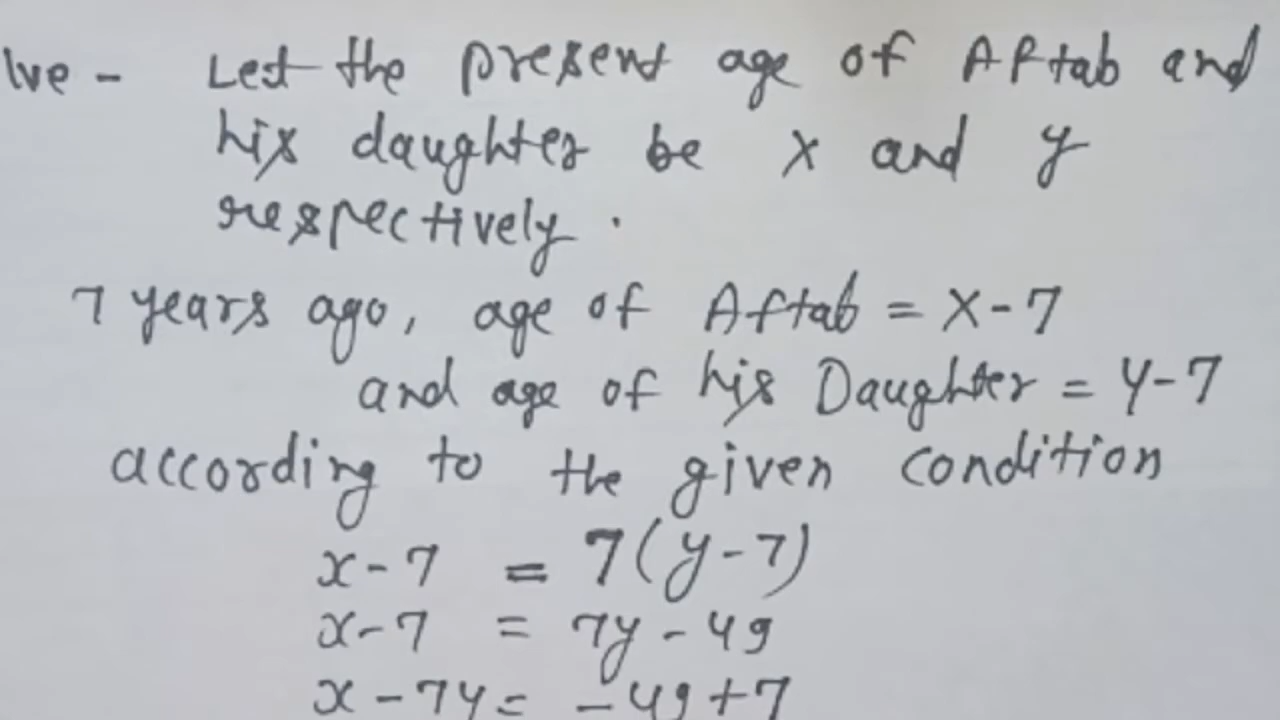 lve - Let the present age of Aftab and
his daughter be x and y
respectively.
7 years ago, age of Aftab = x-7
and age of his Daughter = y-7
according to the given condition
x-7 = 7(y-7)
x-7 = 7y-49
x-7y = -49+7